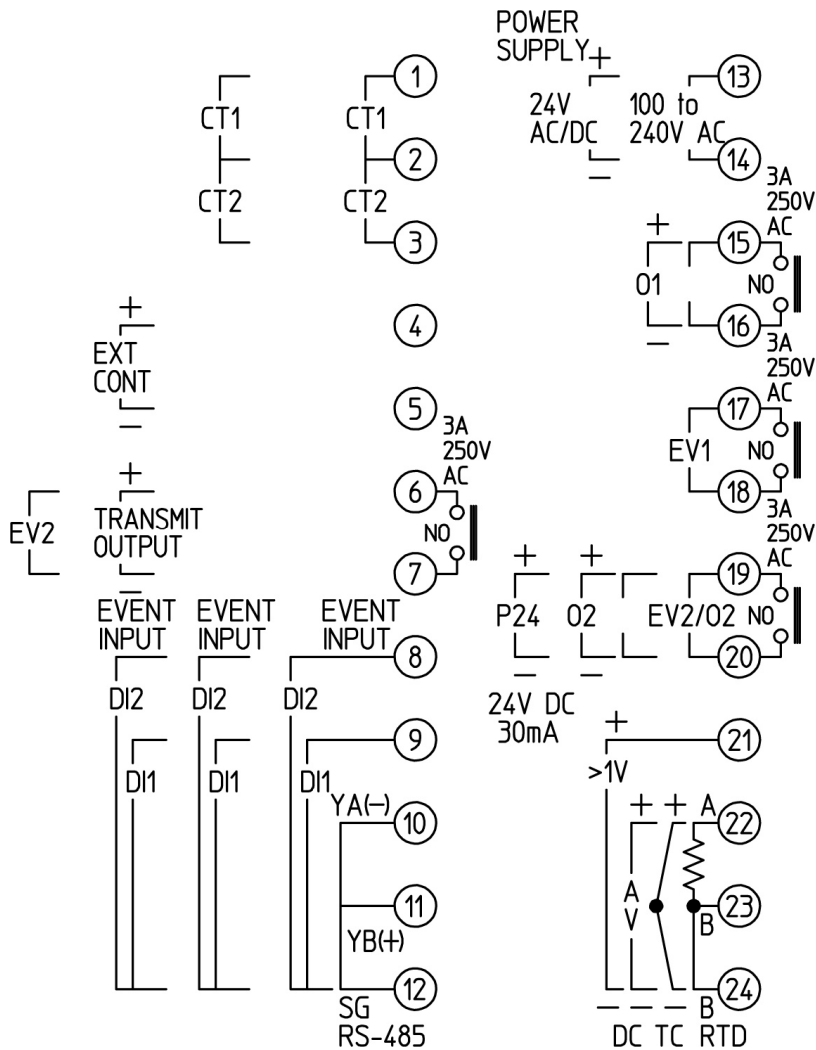 POWER
SUPPLY
+
1
13
CT1
CT1
24V
AC/DC
100 to
240V AC
2
14
−
3A
250V
AC
CT2
CT2
3
+
15
O1
NO
+
4
16
−
3A
250V
AC
EXT
CONT
5
17
−
3A
250V
AC
EV1
NO
+
6
18
3A
250V
AC
EV2
TRANSMIT
OUTPUT
NO
+
+
7
19
−
P24
O2
EV2/O2
NO
EVENT
INPUT
EVENT
INPUT
EVENT
INPUT
8
20
−
−
DI2
DI2
DI2
24V DC
30mA
+
9
21
>1V
DI1
DI1
DI1
YA(−)
+
+
A
10
22
A
V
11
23
B
YB(+)
12
24
SG
−
−
−
B
RS-485
DC
TC
RTD